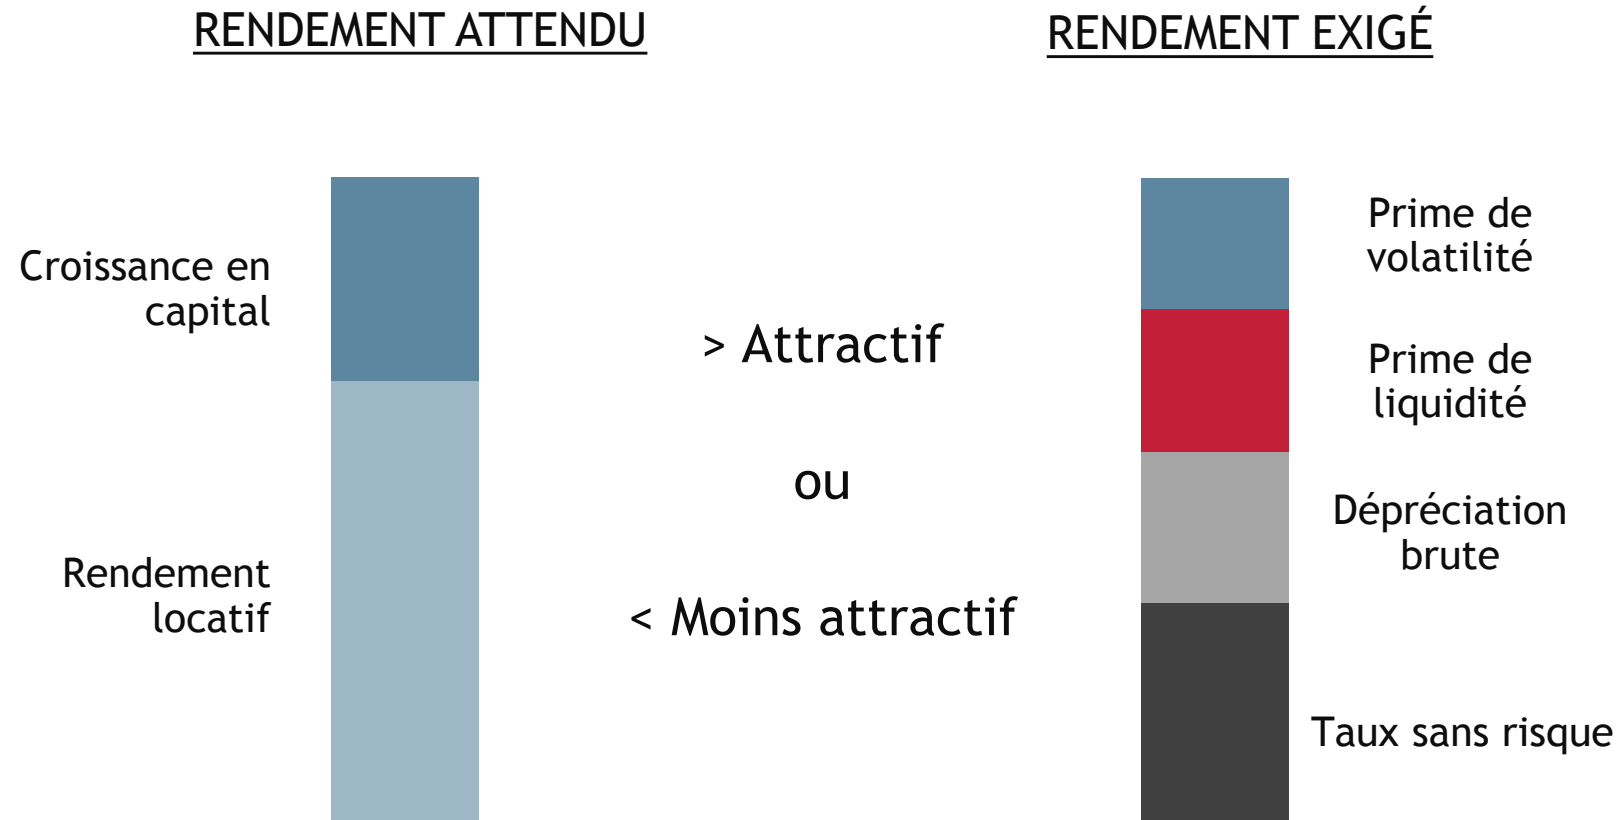 RENDEMENT ATTENDU
RENDEMENT EXIGÉ
Croissance en
capital
Rendement
locatif
> Attractif
ou
< Moins attractif
Prime de
volatilité
Prime de
liquidité
Dépréciation
brute
Taux sans risque